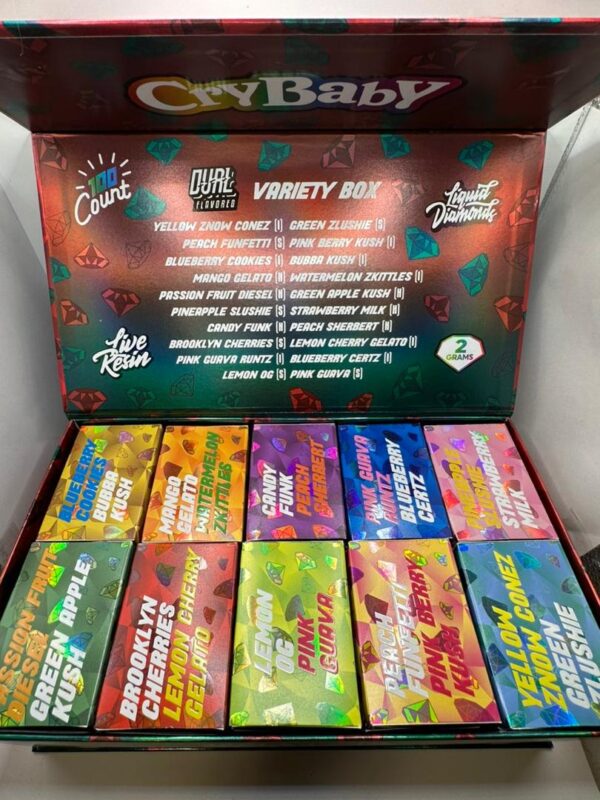 CryBaby
100
Count
DUAL
FLAVORED
VARIETY BOX
Liquid
Diamonds
YELLOW ZNOW CONEZ [I] GREEN ZLUSHIE [S]
PEACH FUNFETTI [S] PINK BERRY KUSH [I]
BLUEBERRY COOKIES [I] BUBBA KUSH [I]
MANGO GELATO [H] WATERMELON ZKITTLES [I]
PASSION FRUIT DIESEL [H] GREEN APPLE KUSH [H]
PINEAPPLE SLUSHIE [S] STRAWBERRY MILK [H]
CANDY FUNK [H] PEACH SHERBERT [H]
BROOKLYN CHERRIES [S] LEMON CHERRY GELATO [I]
PINK GUAVA RUNTZ [I] BLUEBERRY CERTZ [I]
LEMON OG [S] PINK GUAVA [S]
Live
Resin
2
GRAMS
BLUEBERRY
COOKIES
BUBBA
KUSH
MANGO
GELATO
WATERMELON
ZKITTLES
CANDY
FUNK
PEACH
SHERBERT
PINK GUAVA
RUNTZ
BLUEBERRY
CERTZ
PINEAPPLE
SLUSHIE
STRAWBERRY
MILK
PASSION FRUIT
DIESEL
GREEN APPLE
KUSH
BROOKLYN
CHERRIES
LEMON CHERRY
GELATO
LEMON
OG
PINK
GUAVA
PEACH
FUNFETTI
PINK BERRY
KUSH
YELLOW
ZNOW CONEZ
GREEN
ZLUSHIE